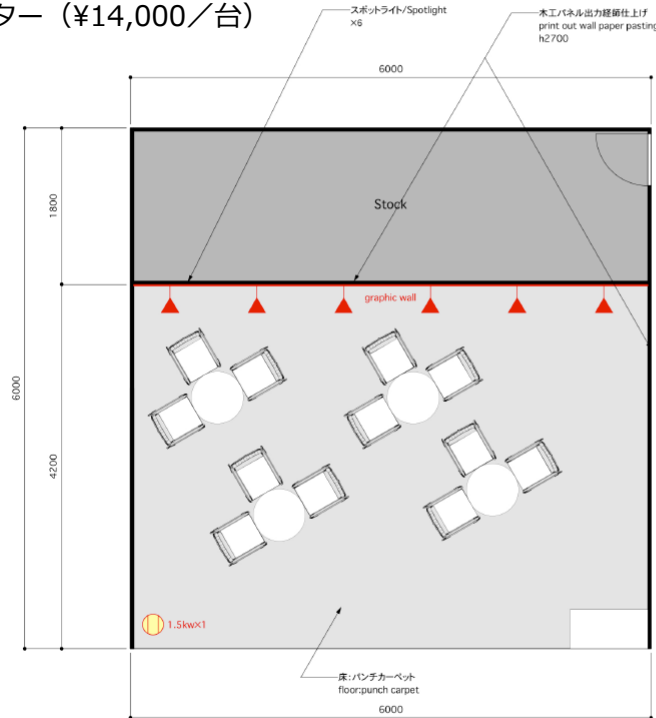 ター（¥14,000／台）
スポットライト/Spotlight
×6
木工パネル出力経師仕上げ
print out wall paper pasting
h2700
6000
1800
Stock
graphic wall
6000
4200
1.5kw×1
床:パンチカーペット
floor:punch carpet
6000